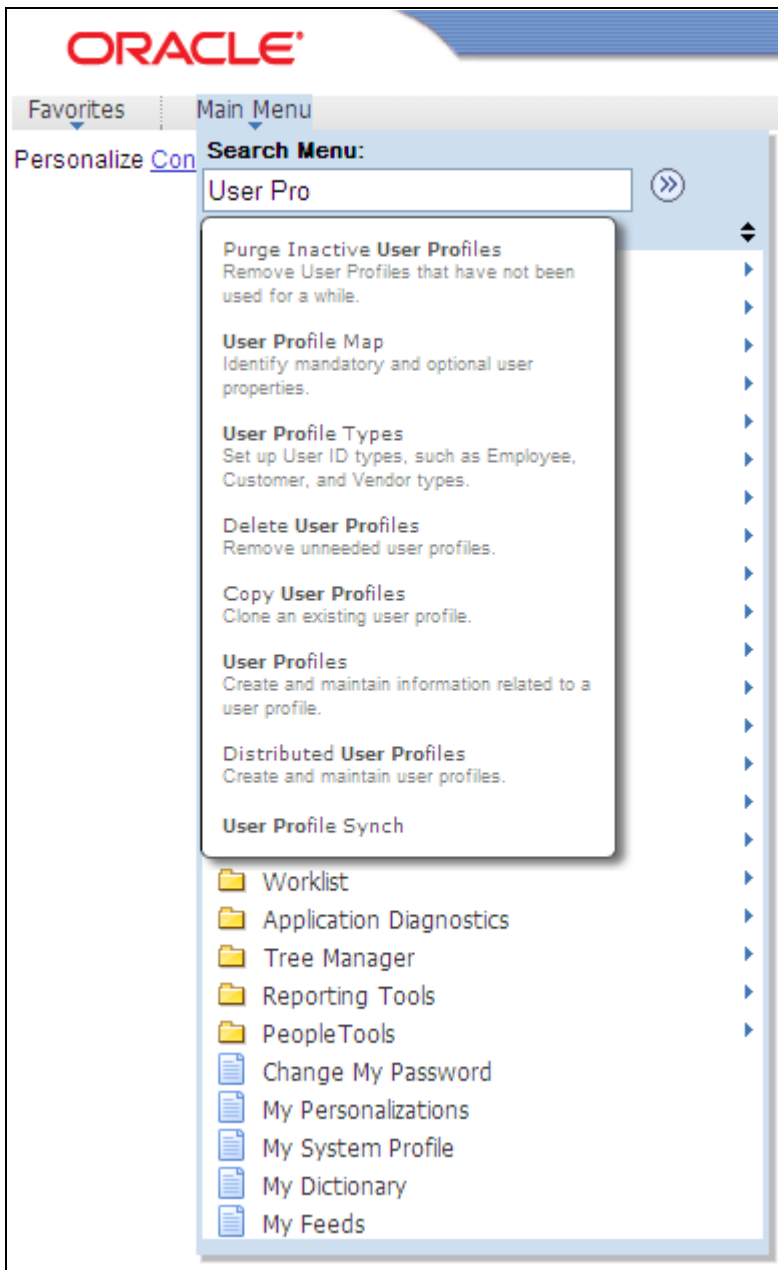 ORACLE
Favorites Main Menu
Personalize Con
Search Menu:
User Pro
Purge Inactive User Profiles
Remove User Profiles that have not been
used for a while.
User Profile Map
Identify mandatory and optional user
properties.
User Profile Types
Set up User ID types, such as Employee,
Customer, and Vendor types.
Delete User Profiles
Remove unneeded user profiles.
Copy User Profiles
Clone an existing user profile.
User Profiles
Create and maintain information related to a
user profile.
Distributed User Profiles
Create and maintain user profiles.
User Profile Synch
Worklist
Application Diagnostics
Tree Manager
Reporting Tools
PeopleTools
Change My Password
My Personalizations
My System Profile
My Dictionary
My Feeds